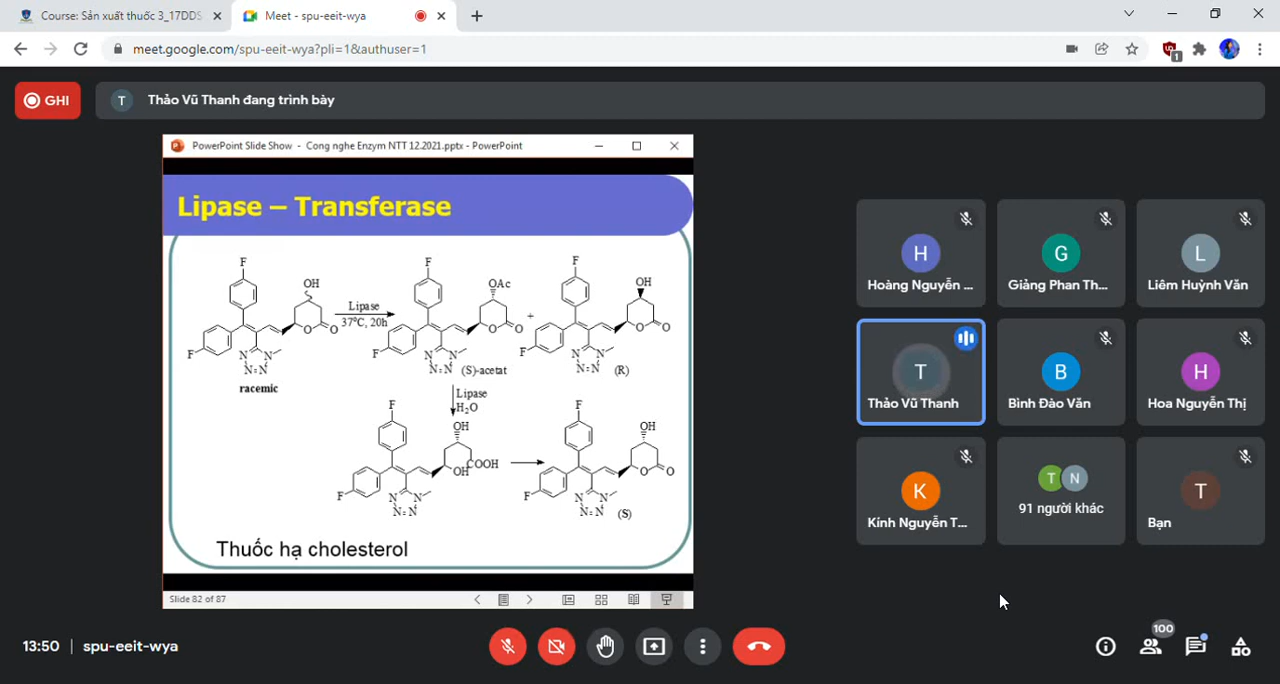 Course: Sản xuất thuốc 3_17DDS
Meet - spu-eeit-wya
meet.google.com/spu-eeit-wya?pli=1&authuser=1
1
GHI
T
Thảo Vũ Thanh đang trình bày
PowerPoint Slide Show - Cong nghe Enzym NTT 12.2021.pptx - PowerPoint
Lipase – Transferase
F
OH
F
OAc
F
OH
Lipase
37°C, 20h
+
F
O
O
F
O
O
F
O
O
N
N
N=N
N
N
N=N
N
N
N=N
racemic
(S)-acetat
(R)
Lipase
H2O
F
OH
COOH
OH
F
N
N
N=N
F
OH
O
O
F
N
N
N=N
(S)
Thuốc hạ cholesterol
Slide 82 of 87
H
Hoàng Nguyễn ...
G
Giảng Phan Th...
L
Liêm Huỳnh Văn
T
Thảo Vũ Thanh
B
Bình Đào Văn
H
Hoa Nguyễn Thị
K
Kính Nguyễn T...
T
N
91 người khác
T
Bạn
13:50
spu-eeit-wya
100